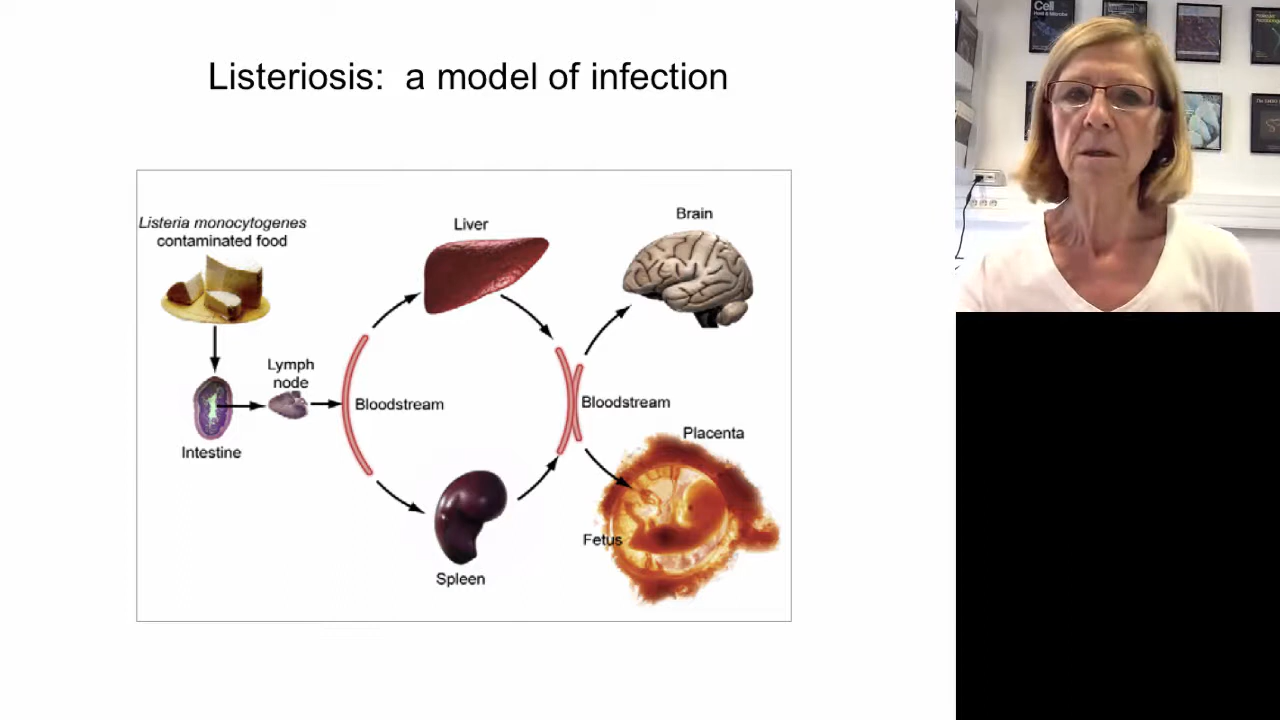 Listeriosis: a model of infection
Listeria monocytogenes
contaminated food
Liver
Brain
Lymph
node
Bloodstream
Bloodstream
Intestine
Placenta
Fetus
Spleen
Cell